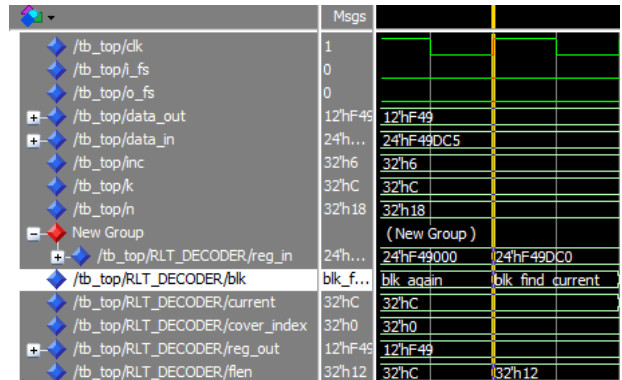 Msgs
/tb_top/clk 1
/tb_top/i_fs 0
/tb_top/o_fs 0
/tb_top/data_out 12'hF49 12'hF49
/tb_top/data_in 24'h... 24'hF49DC5
/tb_top/inc 32'h6 32'h6
/tb_top/k 32'hC 32'hC
/tb_top/n 32'h18 32'h18
New Group ( New Group )
/tb_top/RLT_DECODER/reg_in 24'h... 24'hF49000 24'hF49DC0
/tb_top/RLT_DECODER/blk blk_f... blk_again blk_find_current
/tb_top/RLT_DECODER/current 32'hC 32'hC
/tb_top/RLT_DECODER/cover_index 32'h0 32'h0
/tb_top/RLT_DECODER/reg_out 12'hF49 12'hF49
/tb_top/RLT_DECODER/flen 32'h12 32'hC 32'h12